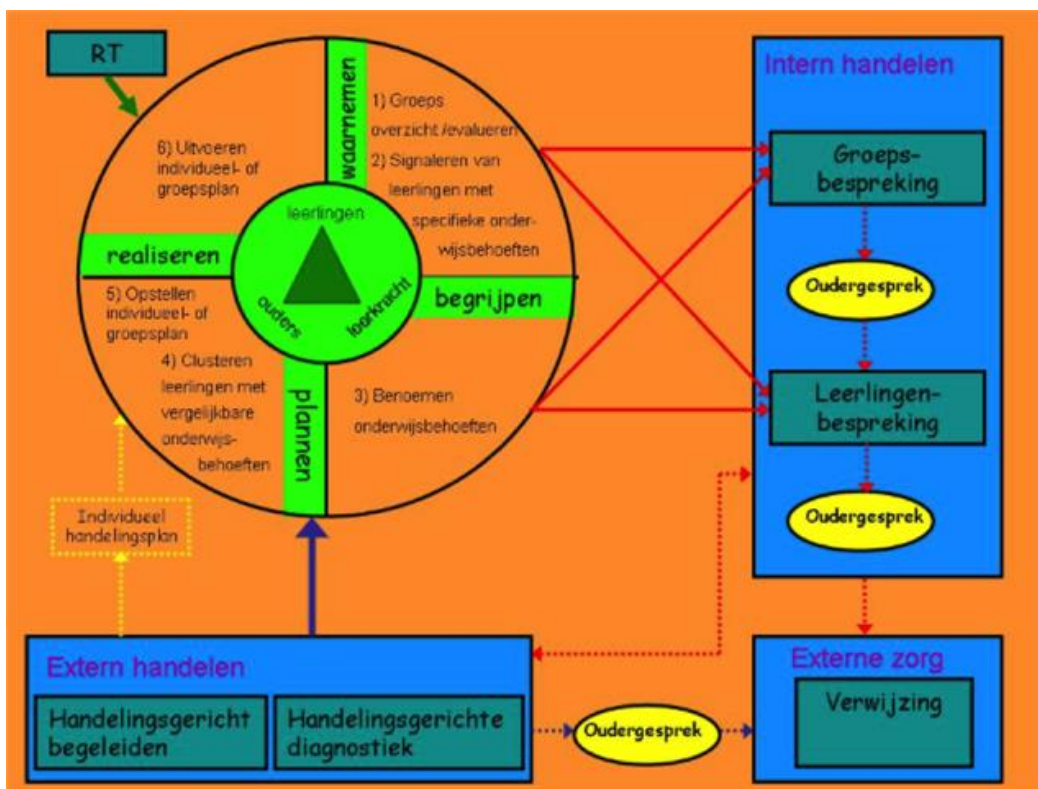 RT
waarnemen
1) Groeps
overzicht /evalueren
2) Signaleren van
leerlingen met
specifieke onder-
wijsbehoeften
6) Uitvoeren
individueel- of
groepsplan
leerlingen
ouders
leerkracht
realiseren
begrijpen
5) Opstellen
individueel- of
groepsplan
4) Clusteren
leerlingen met
vergelijkbare
onderwijs-
behoeften
plannen
3) Benoemen
onderwijsbehoeften
Individueel
handelingsplan
Intern handelen
Groeps-
bespreking
Oudergesprek
Leerlingen-
bespreking
Oudergesprek
Extern handelen
Handelingsgericht
begeleiden
Handelingsgerichte
diagnostiek
Oudergesprek
Externe zorg
Verwijzing